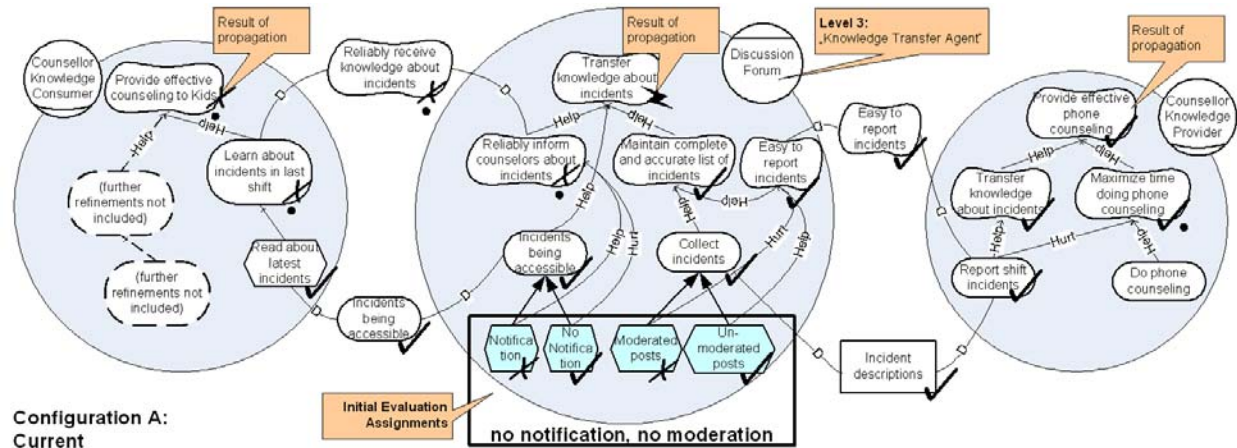 Result of
propagation
Counsellor
Knowledge
Consumer
Provide effective
counseling to Kids
Help
Help
Learn about
incidents in last
shift
(further
refinements not
included)
(further
refinements not
included)
Read about
latest
incidents
Reliably receive
knowledge about
incidents
Incidents
being
accessible
Result of
propagation
Transfer
knowledge about
incidents
Discussion
Forum
Level 3:
„Knowledge Transfer Agent"
Help
Help
Reliably inform
counselors about
incidents
Maintain complete
and accurate list of
incidents
Easy to
report
incidents
Help
Help
Help
Help
Hurt
Hurt
Help
Incidents
being
accessible
Collect
incidents
Notifica
tion
No
Notifica
tion
Moderated
posts
Un-
moderated
posts
Initial Evaluation
Assignments
no notification, no moderation
Easy to
report
incidents
Incident
descriptions
Result of
propagation
Provide effective
phone
counseling
Counsellor
Knowledge
Provider
Help
Help
Transfer
knowledge
about incidents
Maximize time
doing phone
counseling
Help
Hurt
Help
Report shift
incidents
Do phone
counseling
Configuration A:
Current